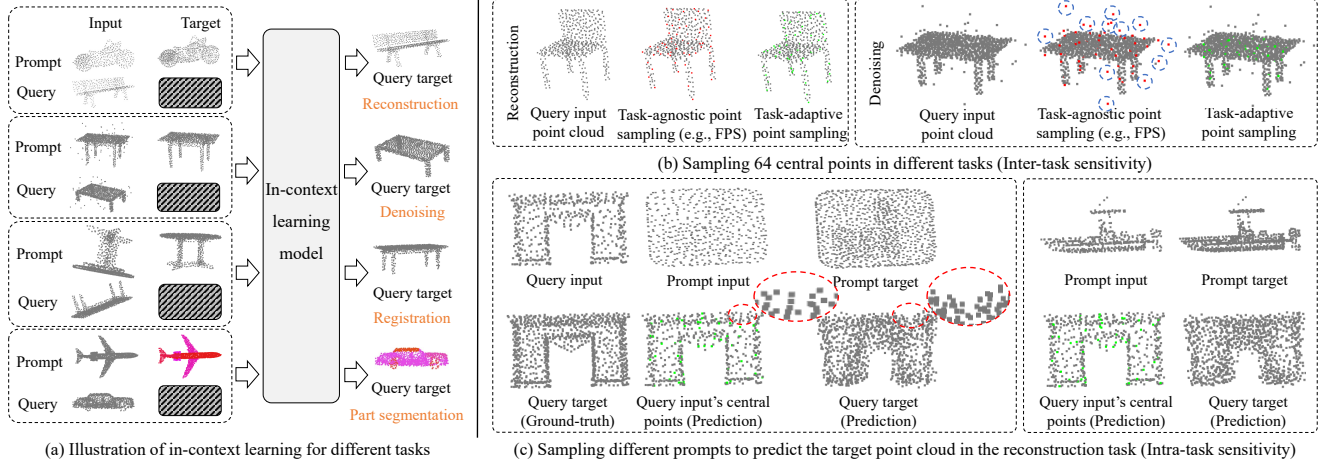 Input
Target
Prompt
Query
Query target
Reconstruction
Prompt
Query
Query target
Denoising
In-context
learning
model
Prompt
Query
Query target
Registration
Prompt
Query
Query target
Part segmentation
(a) Illustration of in-context learning for different tasks
Reconstruction
Query input
point cloud
Task-agnostic point
sampling (e.g., FPS)
Task-adaptive
point sampling
Denoising
Query input
point cloud
Task-agnostic point
sampling (e.g., FPS)
Task-adaptive
point sampling
(b) Sampling 64 central points in different tasks (Inter-task sensitivity)
Query input
Prompt input
Prompt target
Query target
(Ground-truth)
Query input's central
points (Prediction)
Query target
(Prediction)
Prompt input
Prompt target
Query input's central
points (Prediction)
Query target
(Prediction)
(c) Sampling different prompts to predict the target point cloud in the reconstruction task (Intra-task sensitivity)